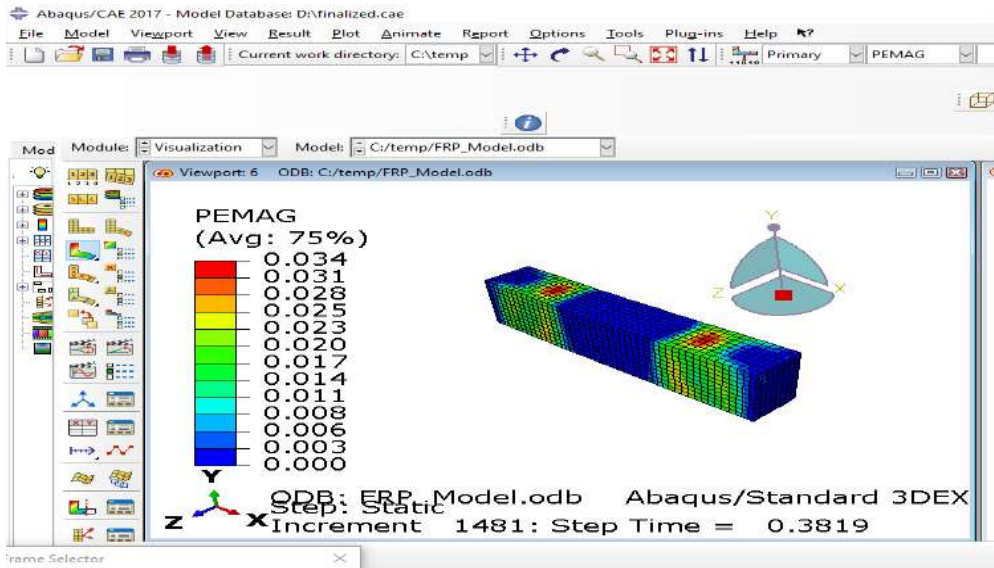 Abaqus/CAE 2017 - Model Database: D:\finalized.cae
File Model Viewport View Result Plot Animate Report Options Tools Plug-ins Help
Current work directory: C:\temp Primary PEMAG
Mod Module: Visualization Model: C:/temp/FRP_Model.odb
Viewport: 6 ODB: C:/temp/FRP_Model.odb
PEMAG
(Avg: 75%)
0.034
0.031
0.028
0.025
0.023
0.020
0.017
0.014
0.011
0.008
0.006
0.003
0.000
Y
Z
X
Y
Z
X
ODB: FRP_Model.odb Abaqus/Standard 3DEX
Step: Static
Increment 1481: Step Time = 0.3819
Frame Selector